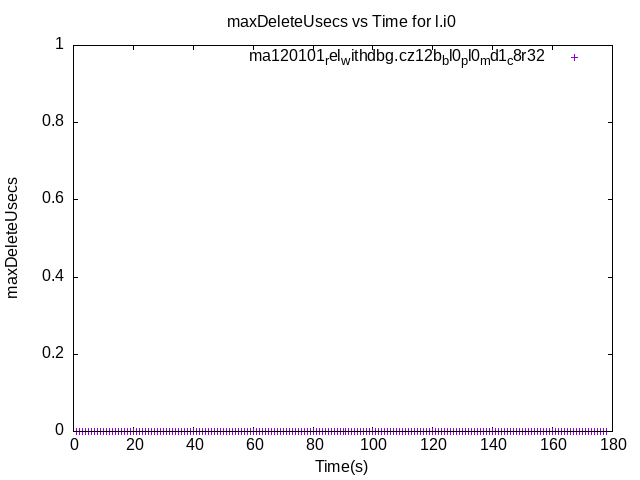 maxDeleteUsecs vs Time for l.i0
ma120101_rel_withdbg.cz12b_bl0_pl0_md1_c8r32
maxDeleteUsecs
1
0.8
0.6
0.4
0.2
0
0 20 40 60 80 100 120 140 160 180
Time(s)